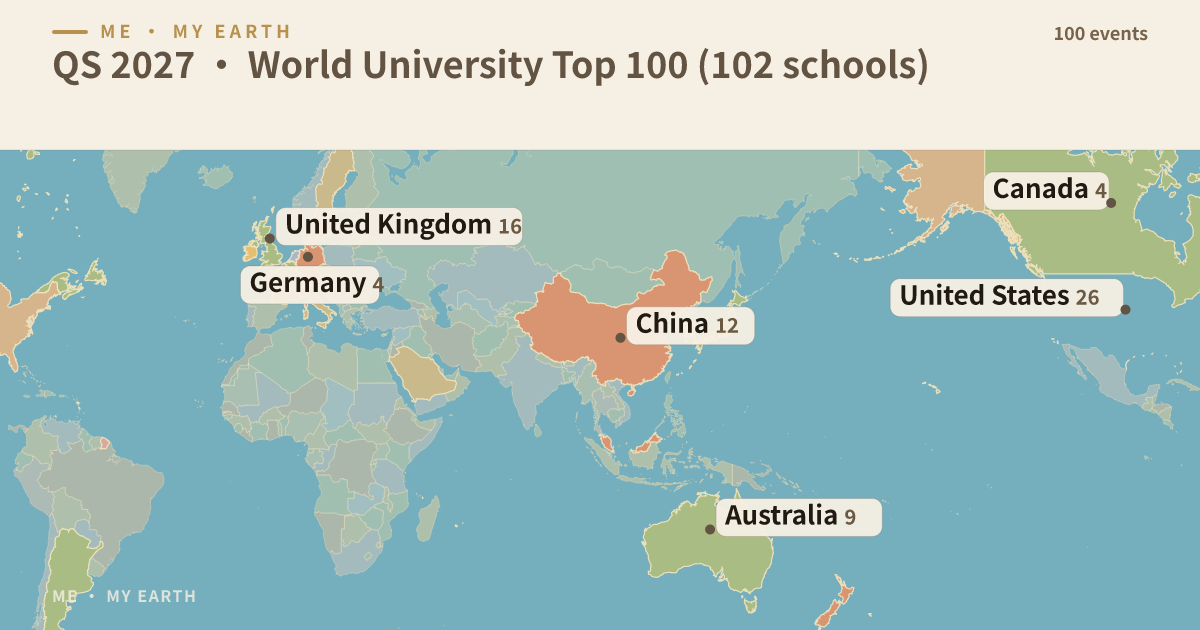 ME • MY EARTH
100 events
QS 2027 • World University Top 100 (102 schools)
Canada 4
United Kingdom 16
Germany 4
United States 26
China 12
Australia 9
ME • MY EARTH